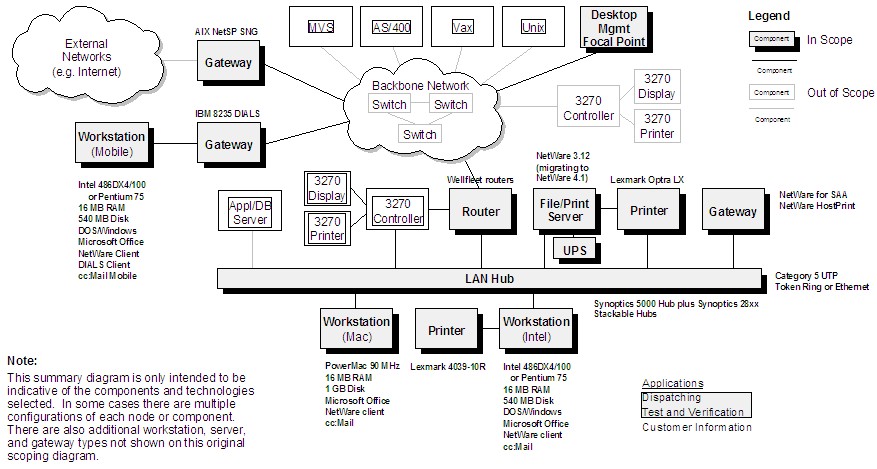 External
Networks
(e.g. Internet)
AIX NetSP SNG
Gateway
MVS
AS/400
Vax
Unix
Desktop
Mgmt
Focal Point
Legend
Component
In Scope
Component
Component
Out of Scope
Component
Backbone Network
Switch
Switch
Switch
3270
Controller
3270
Display
3270
Printer
IBM 8235 DIALS
Gateway
Workstation
(Mobile)
Intel 486DX4/100
or Pentium 75
16 MB RAM
540 MB Disk
DOS/Windows
Microsoft Office
NetWare Client
DIALS Client
cc:Mail Mobile
Appl/DB
Server
3270
Display
3270
Printer
3270
Controller
Wellfleet routers
Router
NetWare 3.12
(migrating to
NetWare 4.1)
File/Print
Server
UPS
Lexmark Optra LX
Printer
Gateway
NetWare for SAA
NetWare HostPrint
LAN Hub
Category 5 UTP
Token Ring or Ethernet
Synoptics 5000 Hub plus Synoptics 28xx
Stackable Hubs
Workstation
(Mac)
PowerMac 90 MHz
16 MB RAM
1 GB Disk
Microsoft Office
NetWare client
cc:Mail
Printer
Lexmark 4039-10R
Workstation
(Intel)
Intel 486DX4/100
or Pentium 75
16 MB RAM
540 MB Disk
DOS/Windows
Microsoft Office
NetWare client
cc:Mail
Note:
This summary diagram is only intended to be
indicative of the components and technologies
selected.  In some cases there are multiple
configurations of each node or component.
There are also additional workstation, server,
and gateway types not shown on this original
scoping diagram.
Applications
Dispatching
Test and Verification
Customer Information